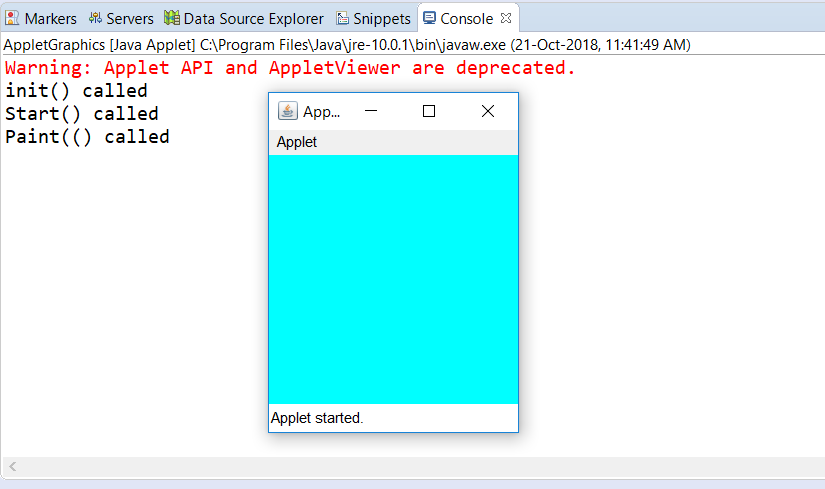 Markers Servers Data Source Explorer Snippets Console
AppletGraphics [Java Applet] C:\Program Files\Java\jre-10.0.1\bin\javaw.exe (21-Oct-2018, 11:41:49 AM)
Warning: Applet API and AppletViewer are deprecated.
init() called
Start() called
Paint(() called
App...
Applet
Applet started.